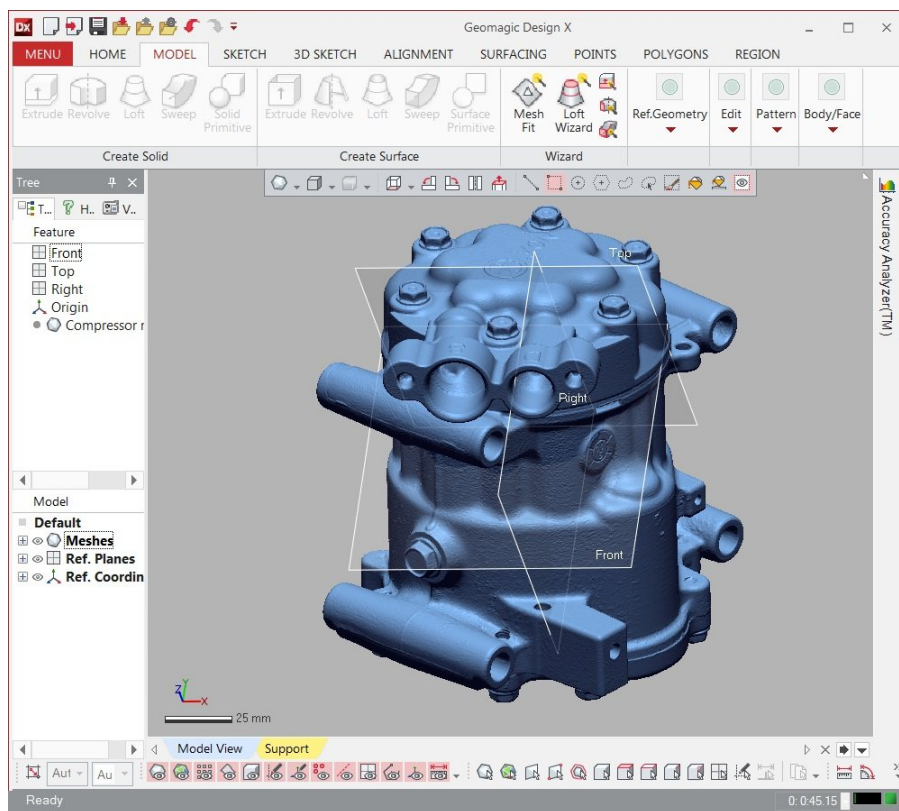 Dx
Geomagic Design X
MENU HOME MODEL SKETCH 3D SKETCH ALIGNMENT SURFACING POINTS POLYGONS REGION
Extrude Revolve Loft Sweep Solid Primitive Extrude Revolve Loft Sweep Surface Primitive Mesh Fit Loft Wizard Ref.Geometry Edit Pattern Body/Face
Create Solid Create Surface Wizard
Tree
T... H.. V..
Feature
Front
Top
Right
Origin
Compressor r
Model
Default
Meshes
Ref. Planes
Ref. Coordin
Top
Right
Front
Z Y X
25 mm
Accuracy Analyzer(TM)
Model View Support
Aut Au
Ready 0: 0:45.15